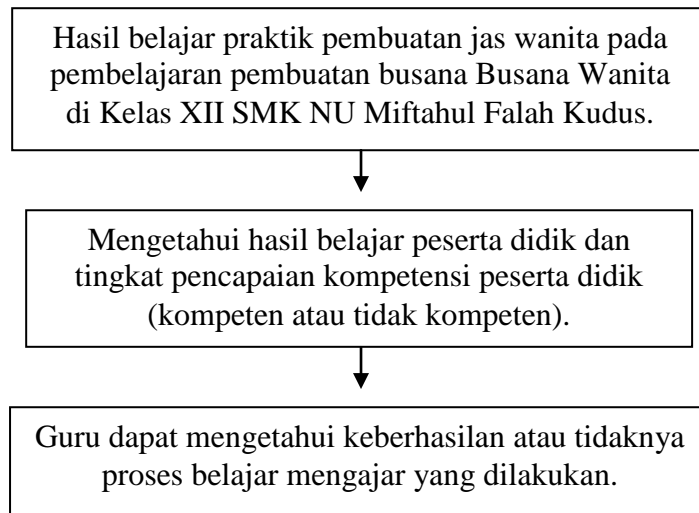 Hasil belajar praktik pembuatan jas wanita pada
pembelajaran pembuatan busana Busana Wanita
di Kelas XII SMK NU Miftahul Falah Kudus.
Mengetahui hasil belajar peserta didik dan
tingkat pencapaian kompetensi peserta didik
(kompeten atau tidak kompeten).
Guru dapat mengetahui keberhasilan atau tidaknya
proses belajar mengajar yang dilakukan.